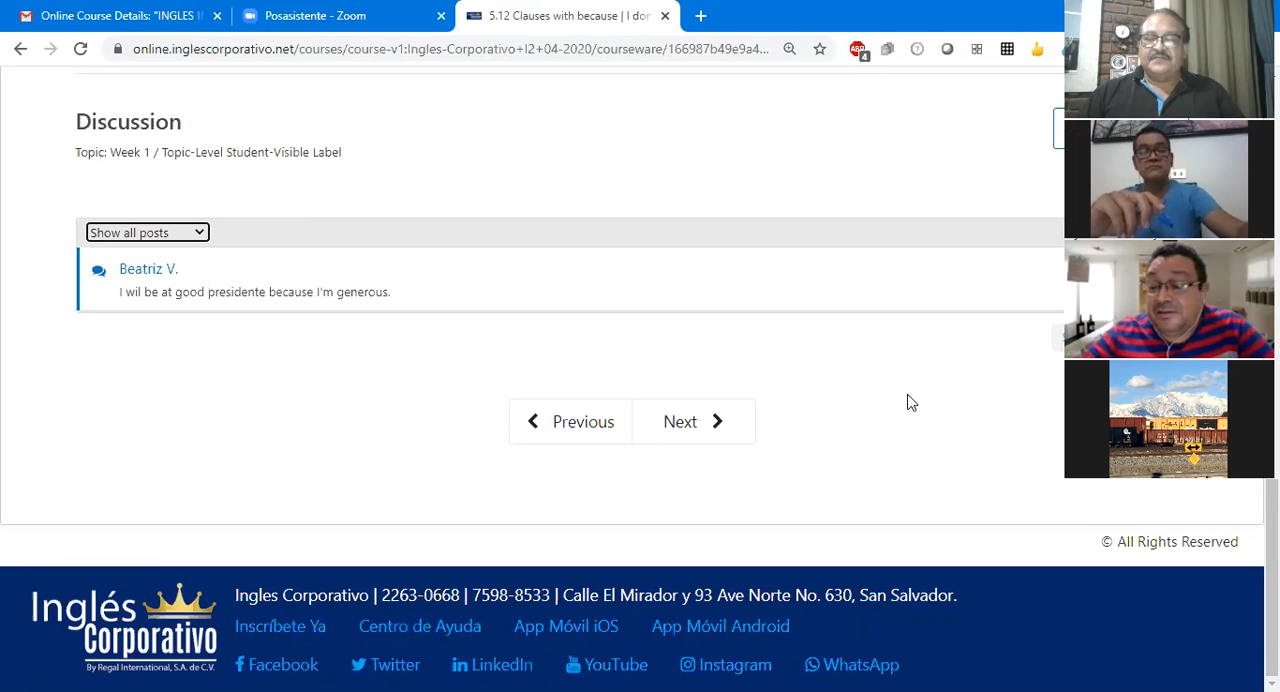 Online Course Details: "INGLES I
Posasistente - Zoom
5.12 Clauses with because | I don
online.inglescorporativo.net/courses/course-v1:Ingles-Corporativo+I2+04-2020/courseware/166987b49e9a4...
ABP
4
Discussion
Topic: Week 1 / Topic-Level Student-Visible Label
Show all posts
Beatriz V.
I wil be at good presidente because I'm generous.
Previous
Next
© All Rights Reserved
Inglés
Corporativo
By Regal International, S.A. de C.V.
Ingles Corporativo | 2263-0668 | 7598-8533 | Calle El Mirador y 93 Ave Norte No. 630, San Salvador.
Inscríbete Ya Centro de Ayuda App Móvil iOS App Móvil Android
Facebook Twitter LinkedIn YouTube Instagram WhatsApp